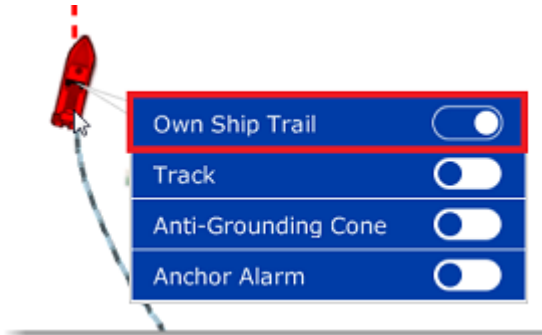 Own Ship Trail
Track
Anti-Grounding Cone
Anchor Alarm